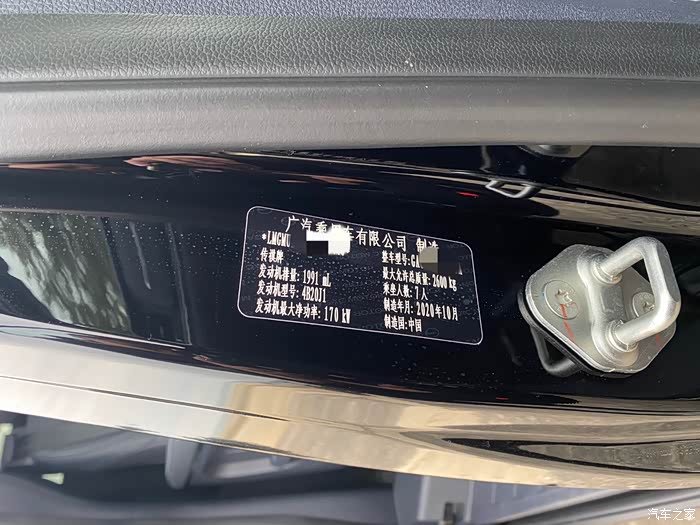 广汽乘用车有限公司 制造
*LMGMU
整车型号:GA
传祺牌
最大允许总质量: 2600 kg
发动机排量: 1991 mL
乘坐人数: 7人
发动机型号: 4B20J1
制造年月: 2020年10月
发动机最大净功率: 170 kW
制造国: 中国
汽车之家